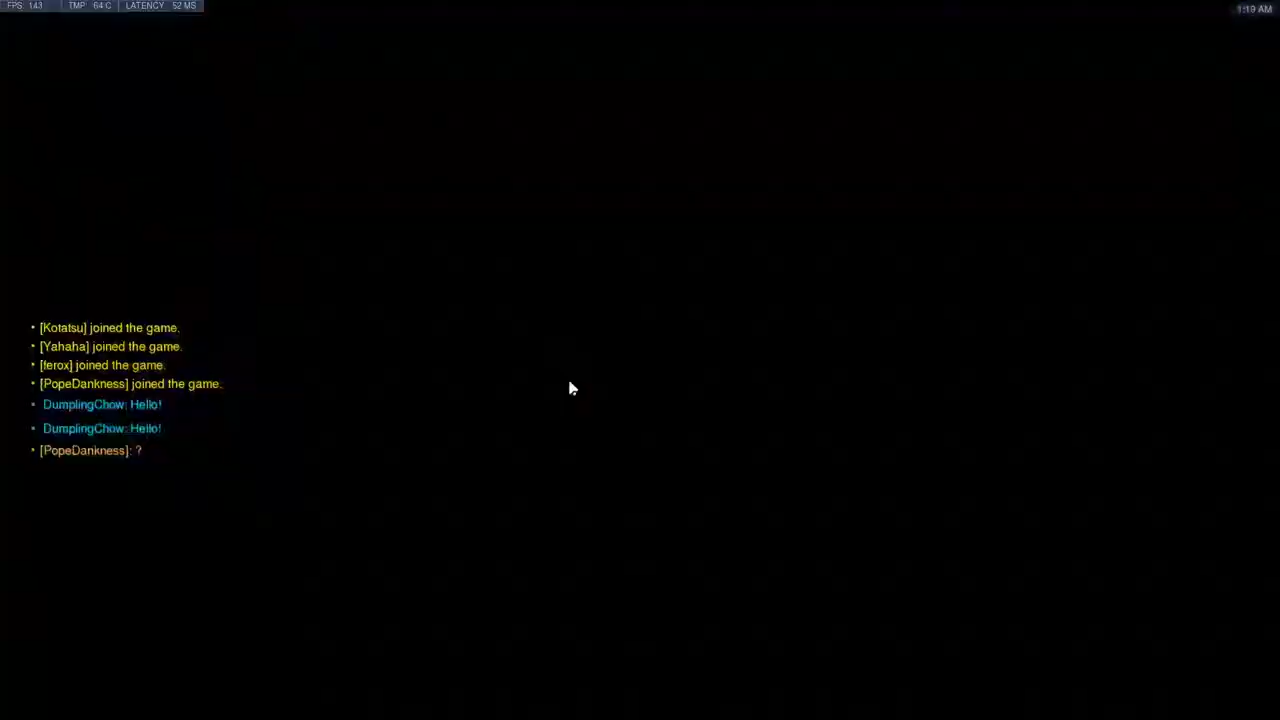 FPS 143 TMP 64 C LATENCY 52 MS
1:19 AM
• [Kotatsu] joined the game.
• [Yahaha] joined the game.
• [ferox] joined the game.
• [PopeDankness] joined the game.
• DumplingChow: Hello!
• DumplingChow: Hello!
• [PopeDankness]: ?